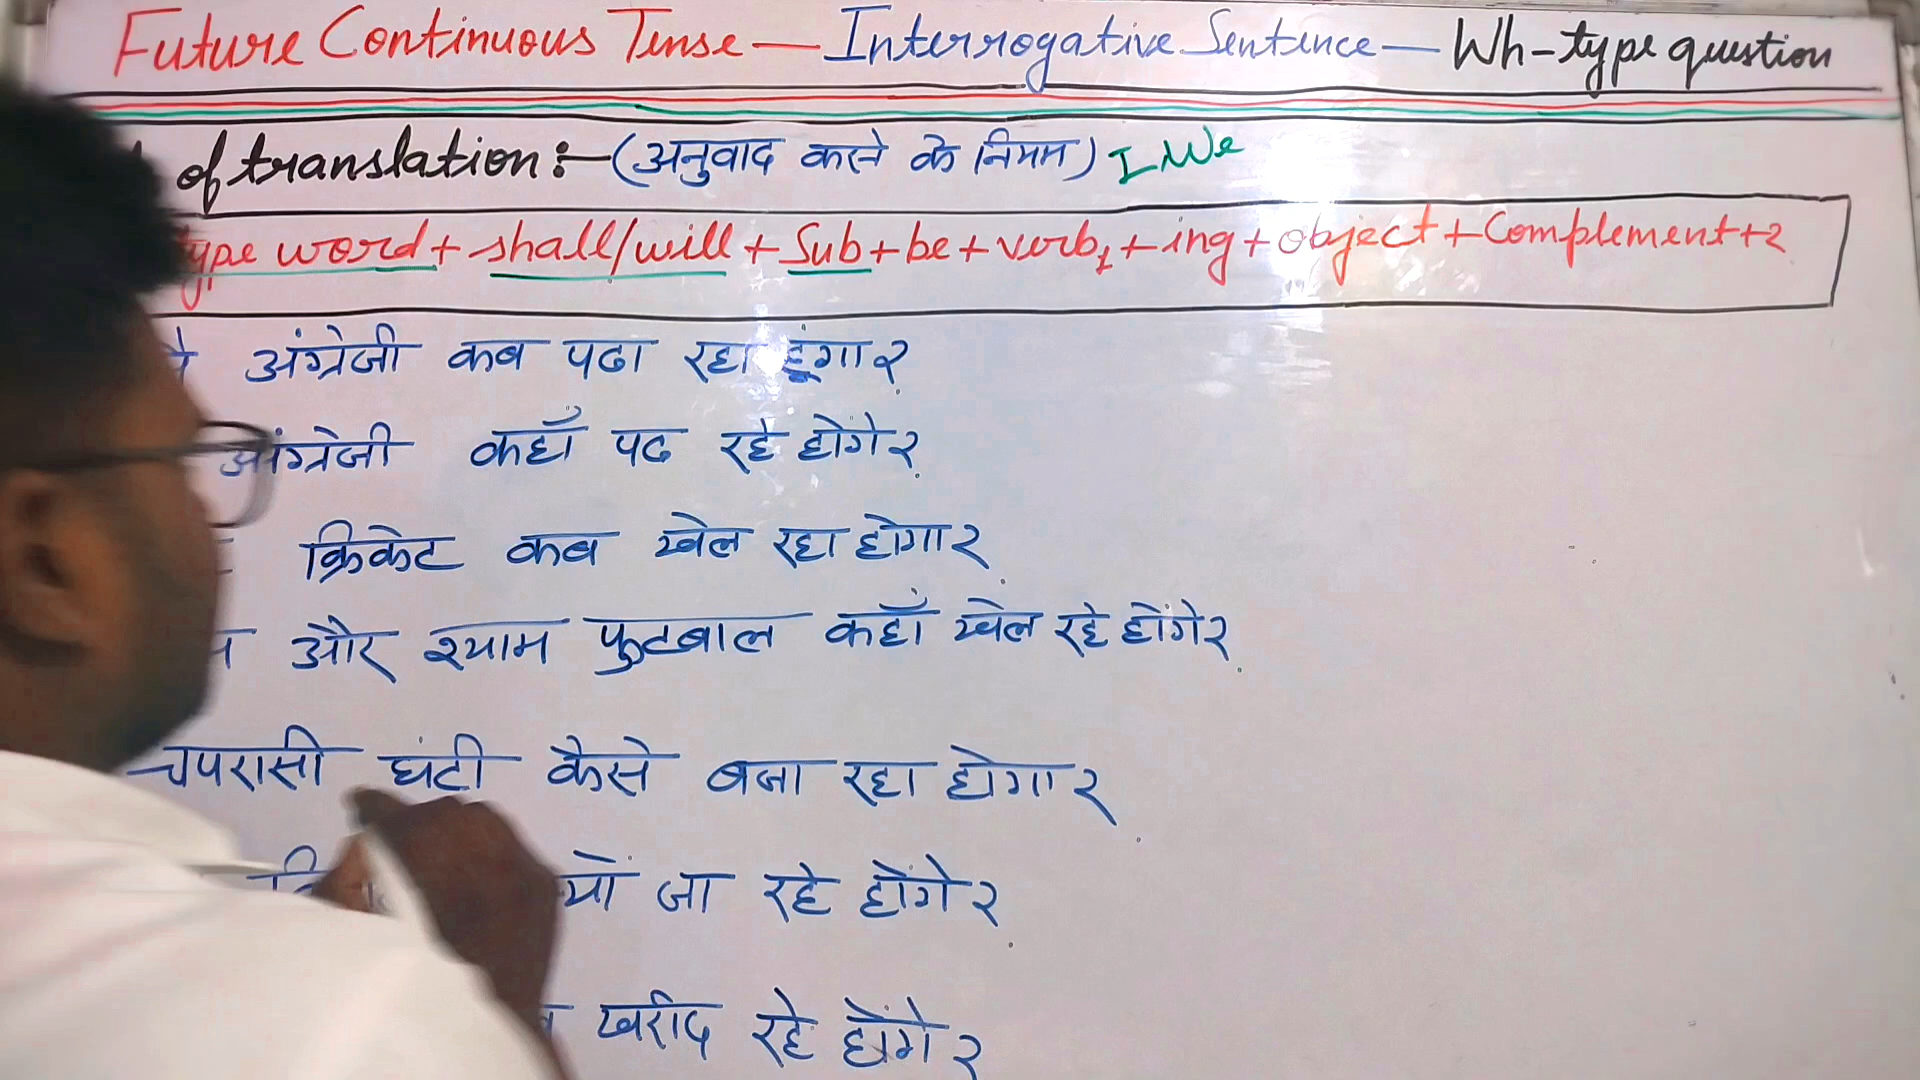 Future Continuous Tense — Interrogative Sentence — Wh-type question
of translation:- (अनुवाद करने के नियम) I We
type word + shall/will + Sub + be + verb1 + ing + object + Complement + ?
अंग्रेजी कब पढा रहा हूंगा?
अंग्रेजी कहाँ पढ रहे होगे?
क्रिकेट कब खेल रहा होगा?
और श्याम फुटबाल कहाँ खेल रहे होंगे?
चपरासी घंटी कैसे बजा रहा होगा?
जा रहे होंगे?
खरीद रहे होंगे?